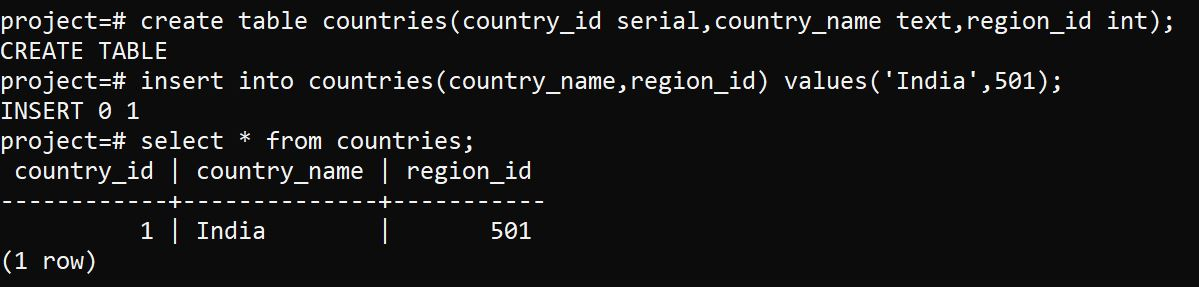 project=# create table countries(country_id serial,country_name text,region_id int);
CREATE TABLE
project=# insert into countries(country_name,region_id) values('India',501);
INSERT 0 1
project=# select * from countries;
 country_id | country_name | region_id
------------+--------------+-----------
          1 | India        |       501
(1 row)